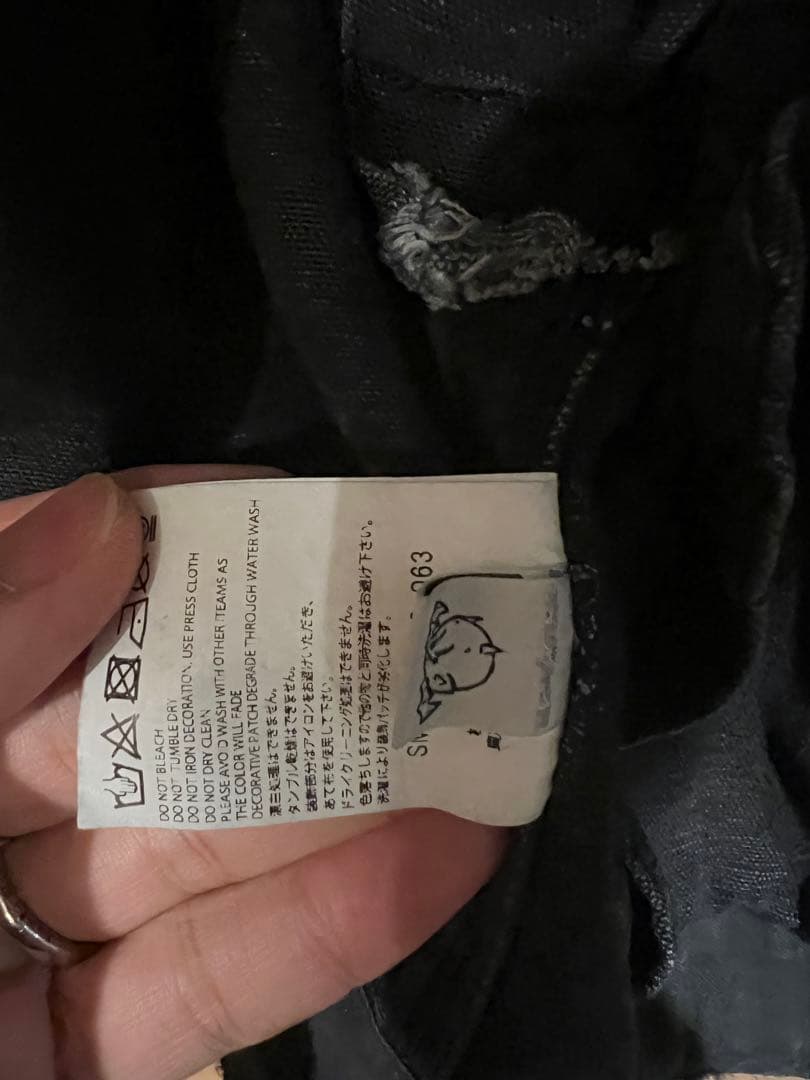 DO NOT BLEACH
DO NOT TUMBLE DRY
DO NOT IRON DECORATION, USE PRESS CLOTH
DO NOT DRY CLEAN
PLEASE AVOID WASH WITH OTHER ITEAMS AS
THE COLOR WILL FADE
DECORATIVE PATCH DEGRADE THROUGH WATER WASH
漂白処理はできません。
タンブル乾燥はできません。
装飾部分はアイロンをお避けいただき、
あて布を使用して下さい。
ドライクリーニング処理はできません。
色落ちしますので他の物と同時洗濯はお避け下さい。
洗濯により装飾パッチが劣化します。
063